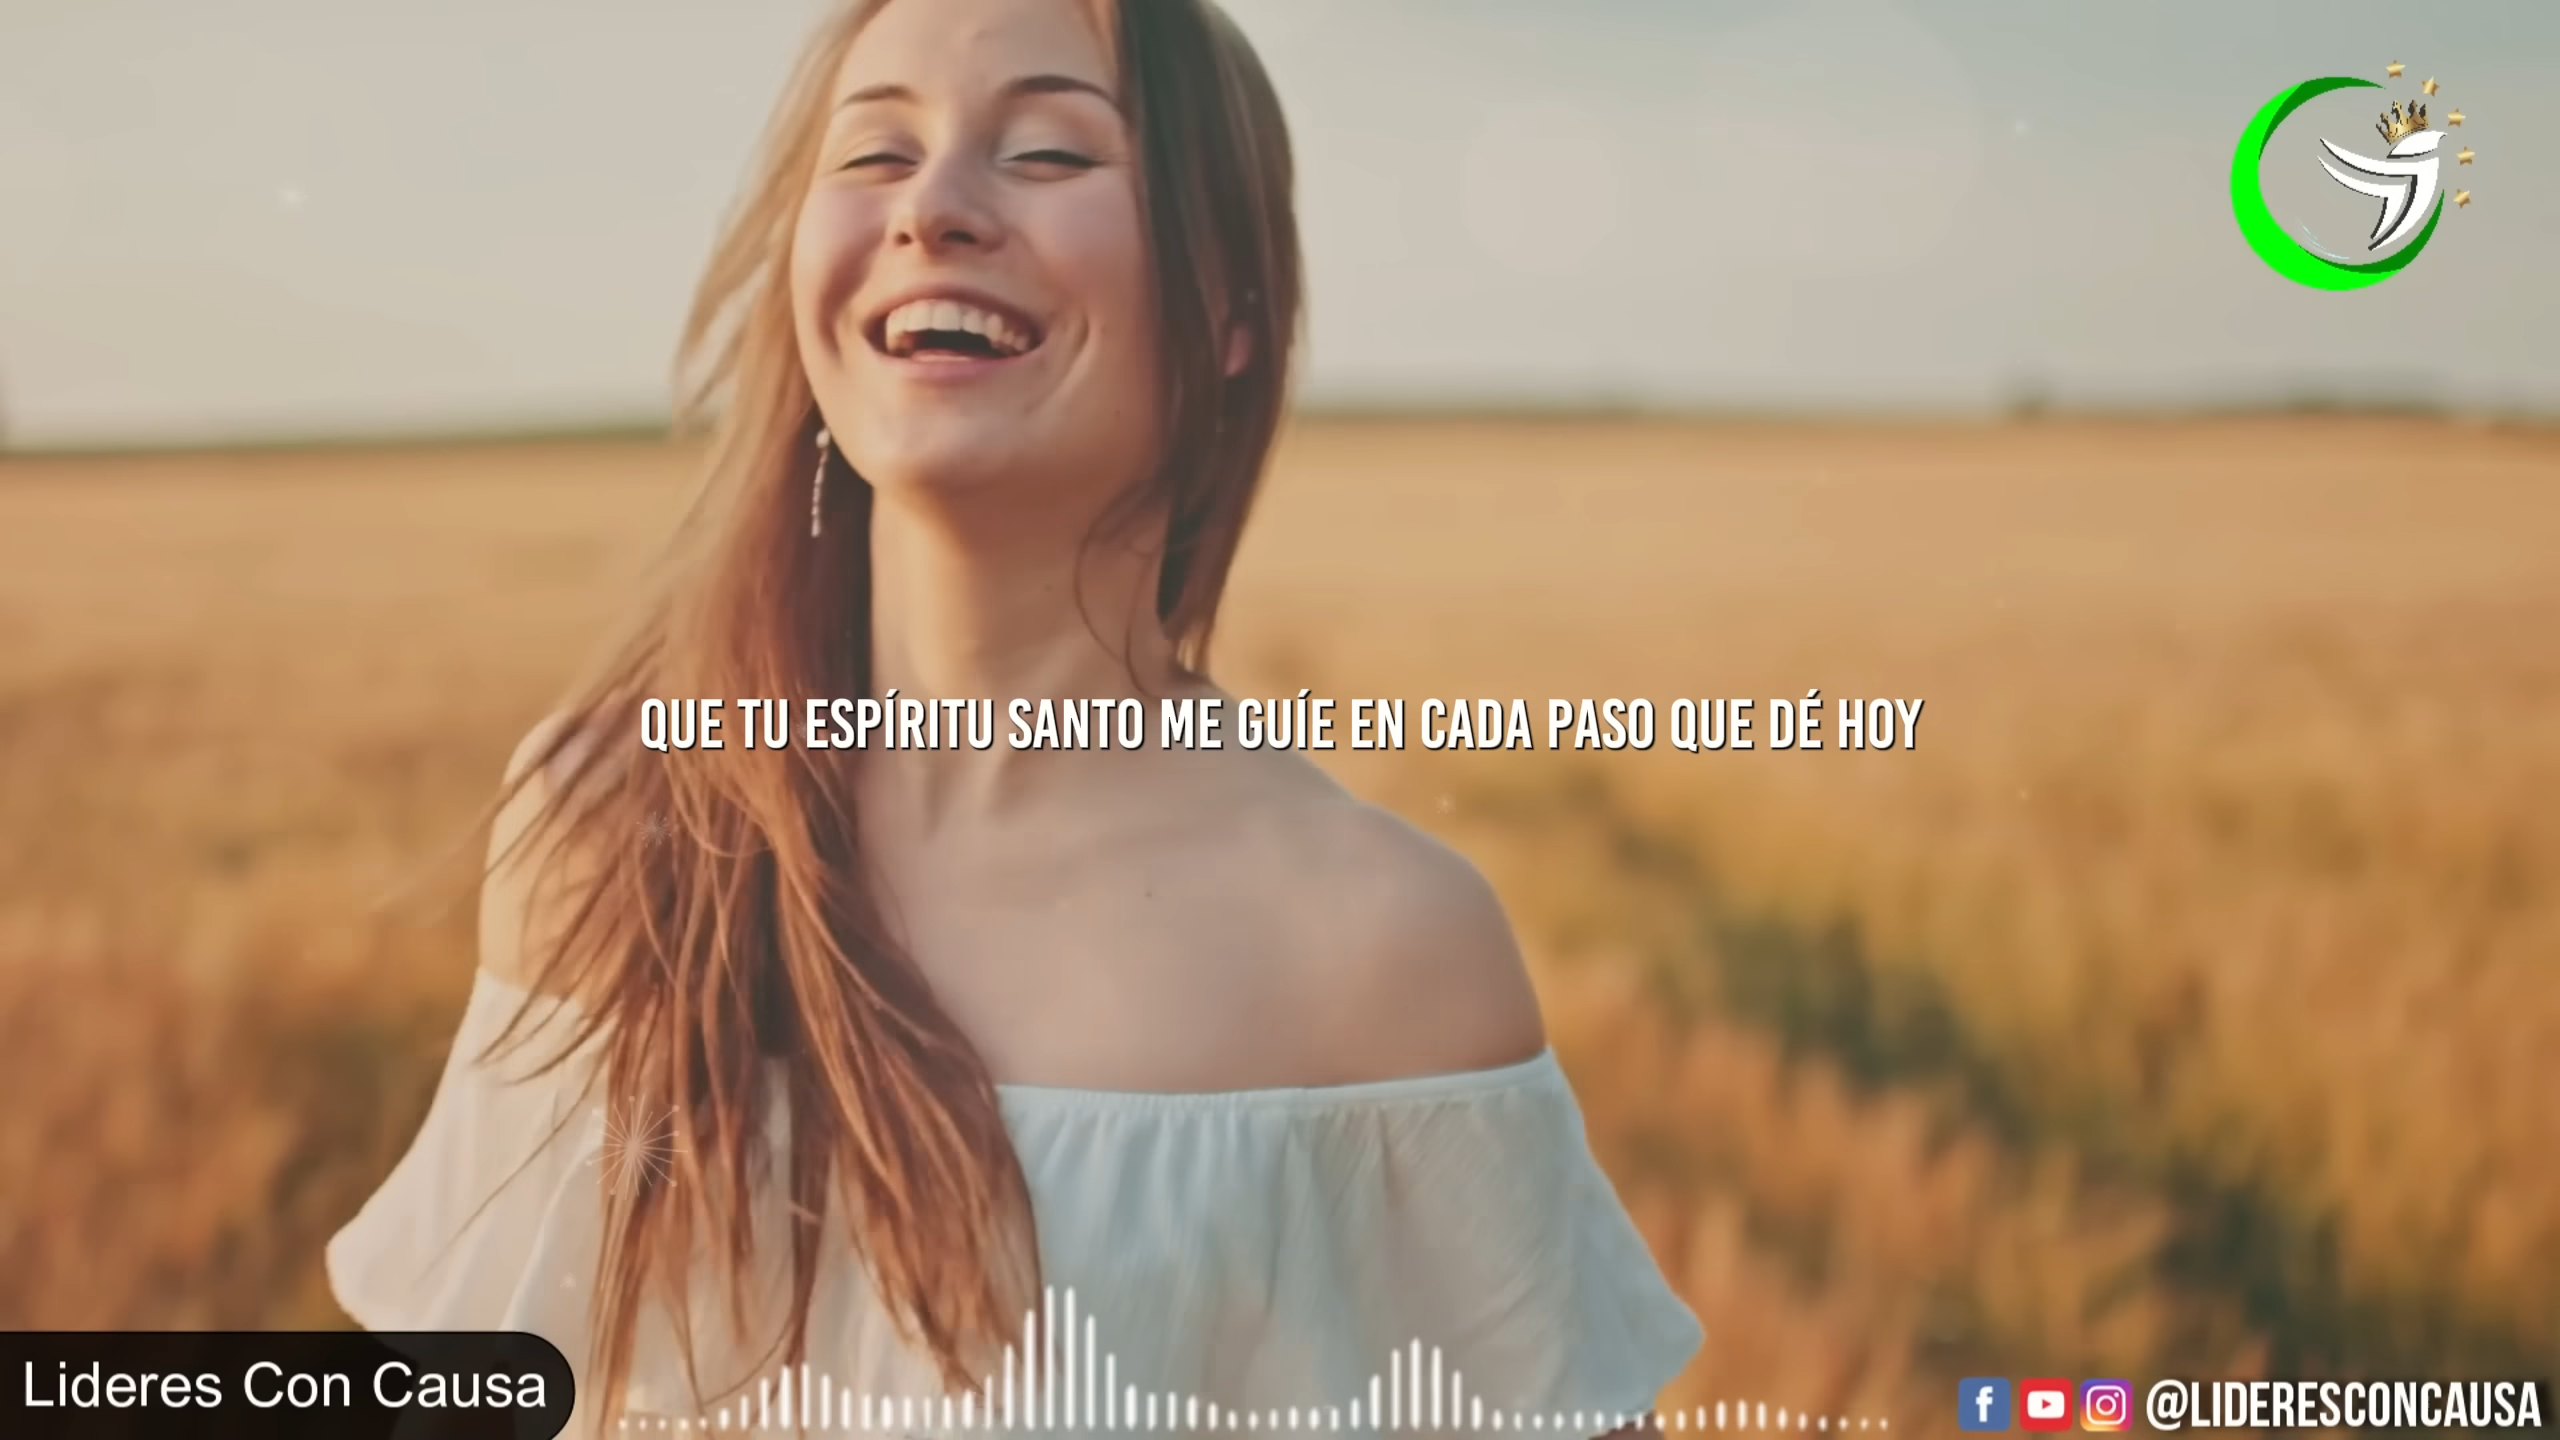 QUE TU ESPÍRITU SANTO ME GUÍE EN CADA PASO QUE DÉ HOY
Lideres Con Causa
@LIDERESCONCAUSA